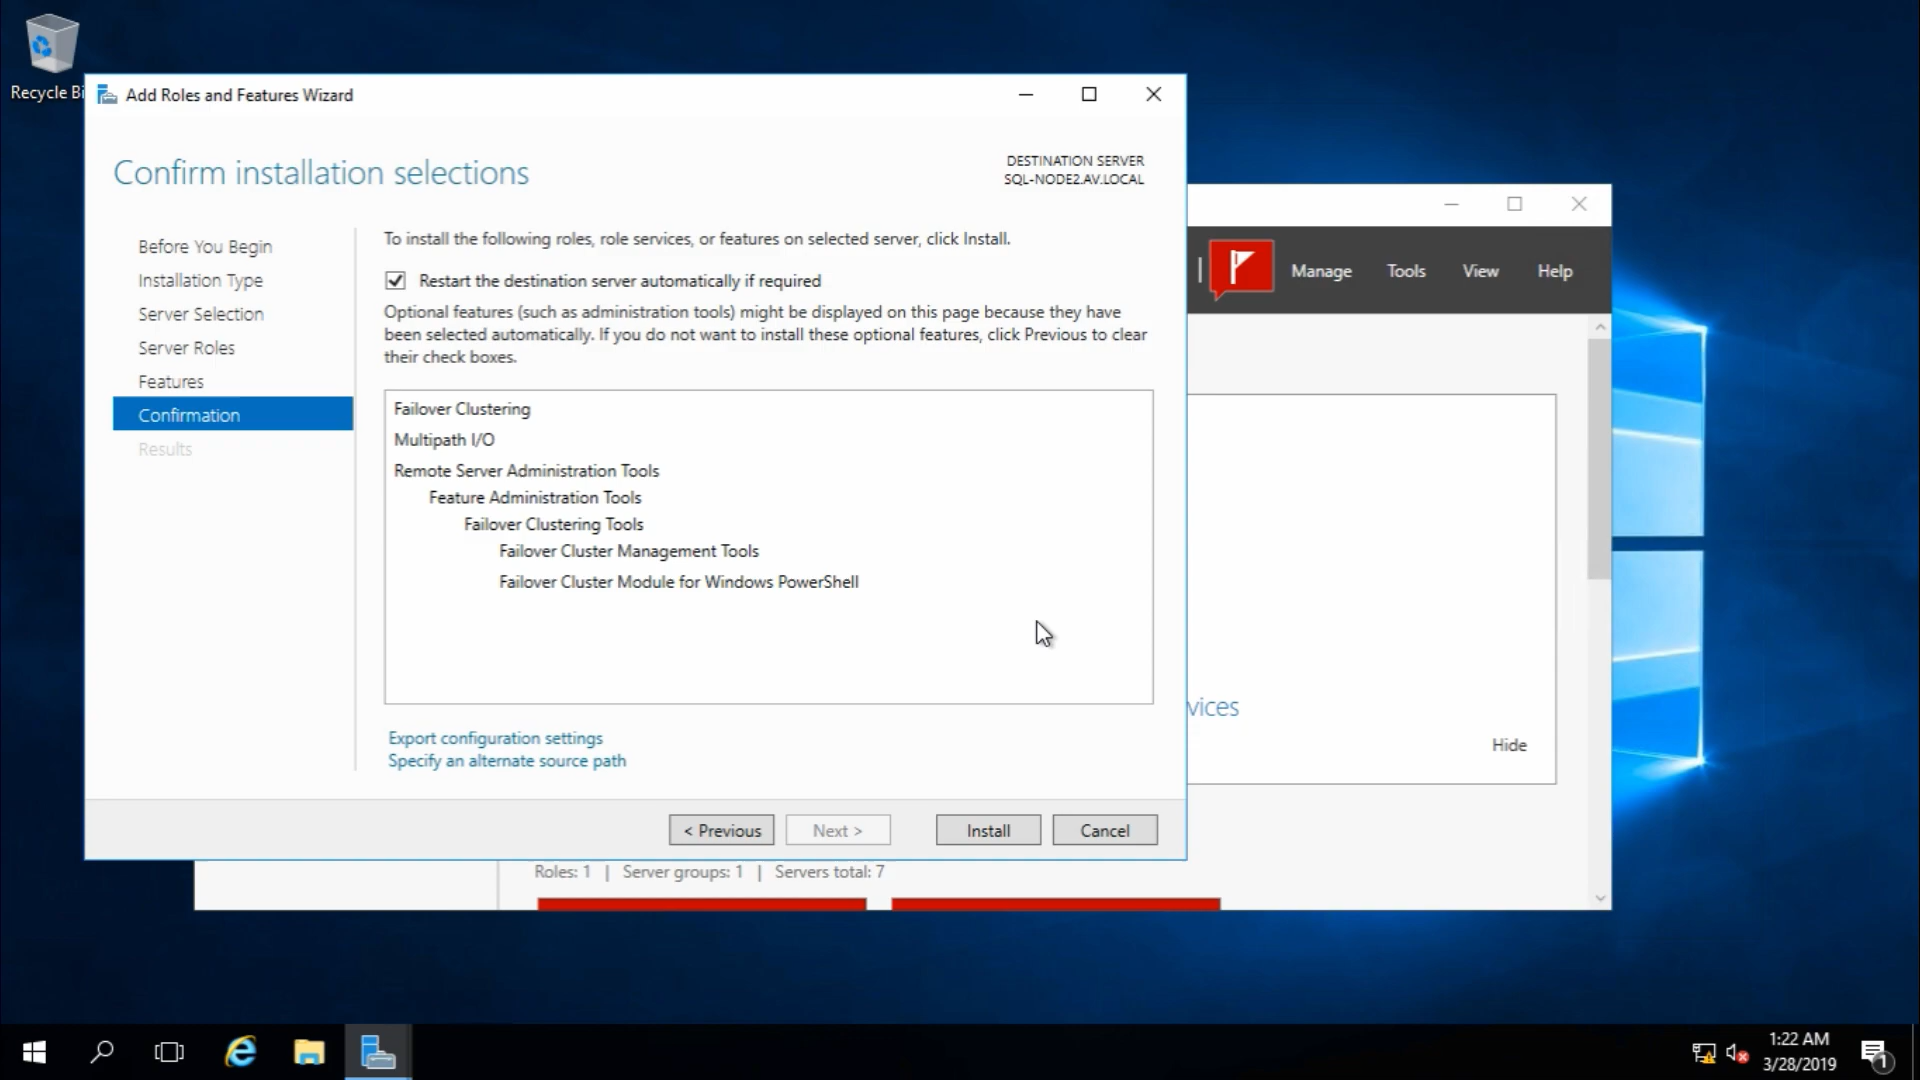 Recycle Bi
Add Roles and Features Wizard
Confirm installation selections
DESTINATION SERVER
SQL-NODE2.AV.LOCAL
Before You Begin
Installation Type
Server Selection
Server Roles
Features
Confirmation
Results
To install the following roles, role services, or features on selected server, click Install.
Restart the destination server automatically if required
Optional features (such as administration tools) might be displayed on this page because they have
been selected automatically. If you do not want to install these optional features, click Previous to clear
their check boxes.
Failover Clustering
Multipath I/O
Remote Server Administration Tools
Feature Administration Tools
Failover Clustering Tools
Failover Cluster Management Tools
Failover Cluster Module for Windows PowerShell
Export configuration settings
Specify an alternate source path
< Previous
Next >
Install
Cancel
Manage
Tools
View
Help
vices
Hide
Roles: 1 | Server groups: 1 | Servers total: 7
1:22 AM
3/28/2019
1